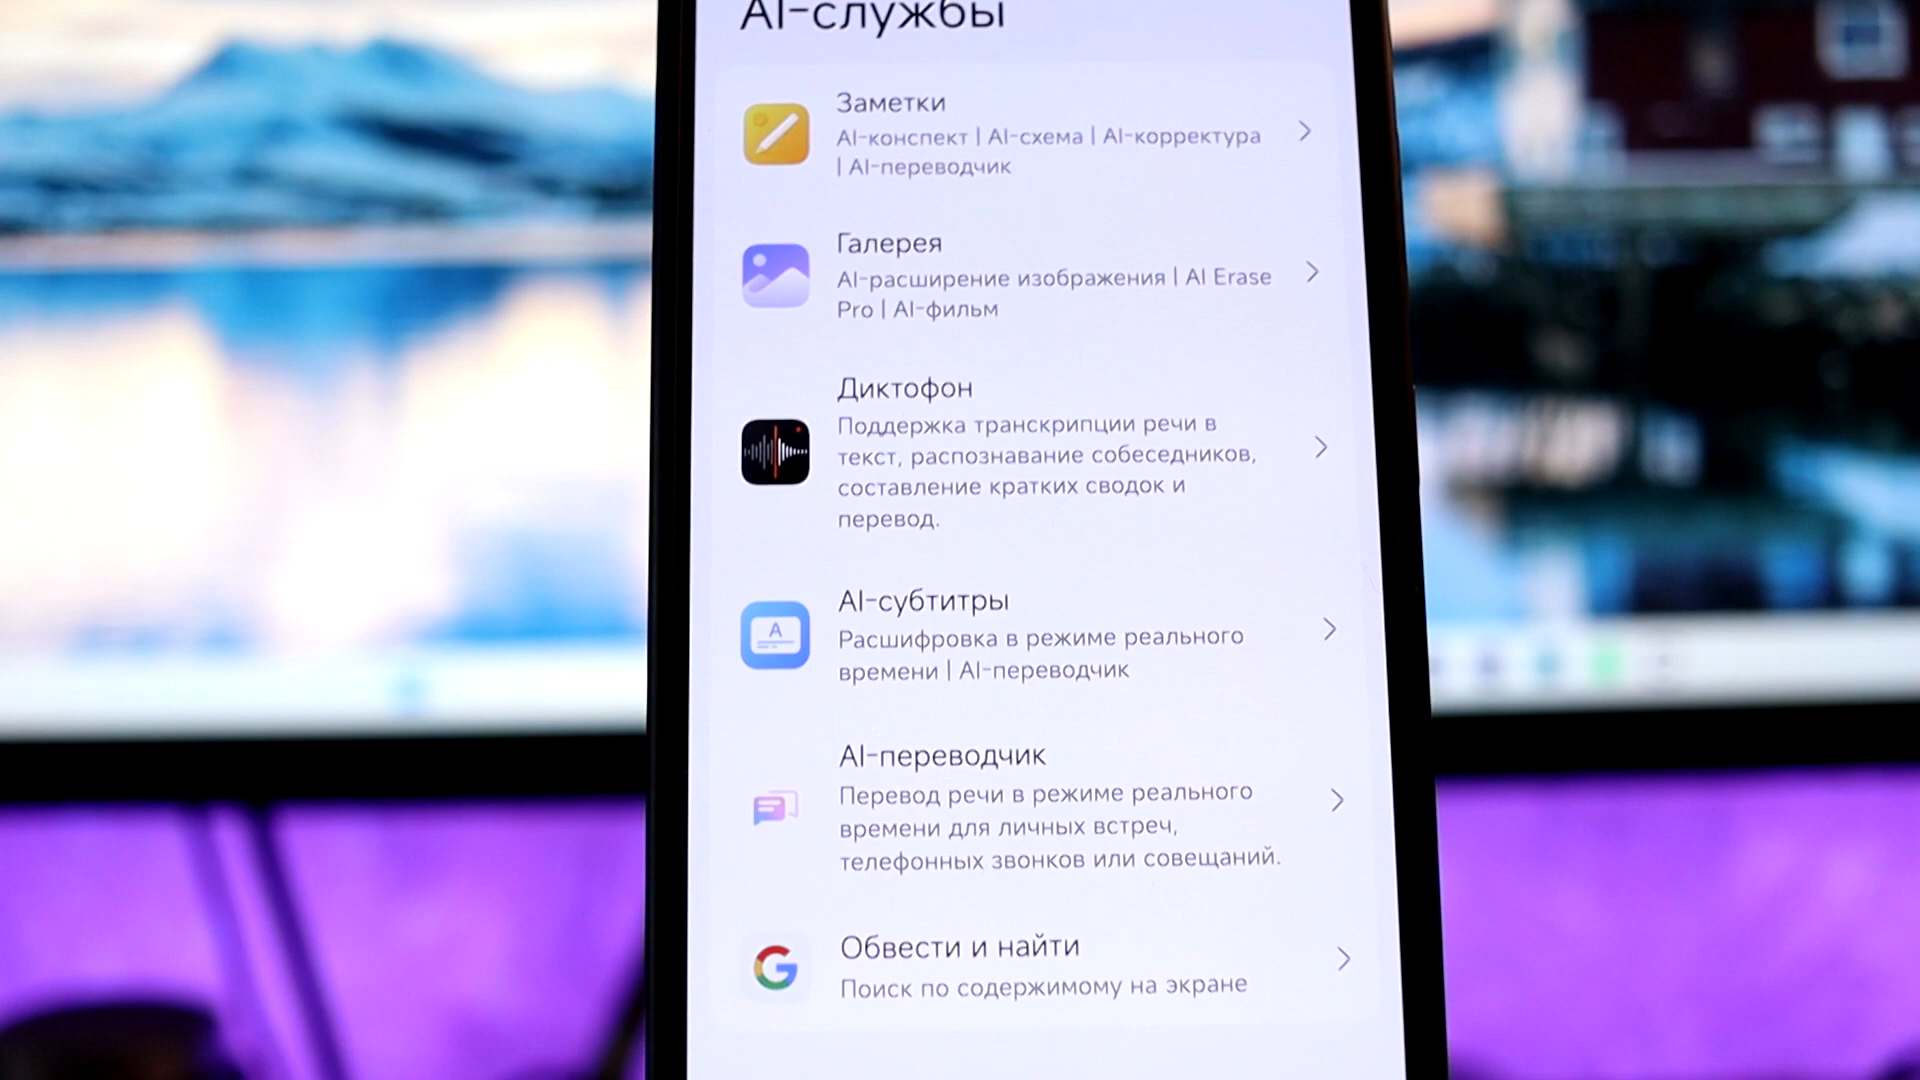 AI-службы
Заметки
AI-конспект | AI-схема | AI-корректура
| AI-переводчик
Галерея
AI-расширение изображения | AI Erase
Pro | AI-фильм
Диктофон
Поддержка транскрипции речи в
текст, распознавание собеседников,
составление кратких сводок и
перевод.
A
AI-субтитры
Расшифровка в режиме реального
времени | AI-переводчик
AI-переводчик
Перевод речи в режиме реального
времени для личных встреч,
телефонных звонков или совещаний.
G
Обвести и найти
Поиск по содержимому на экране